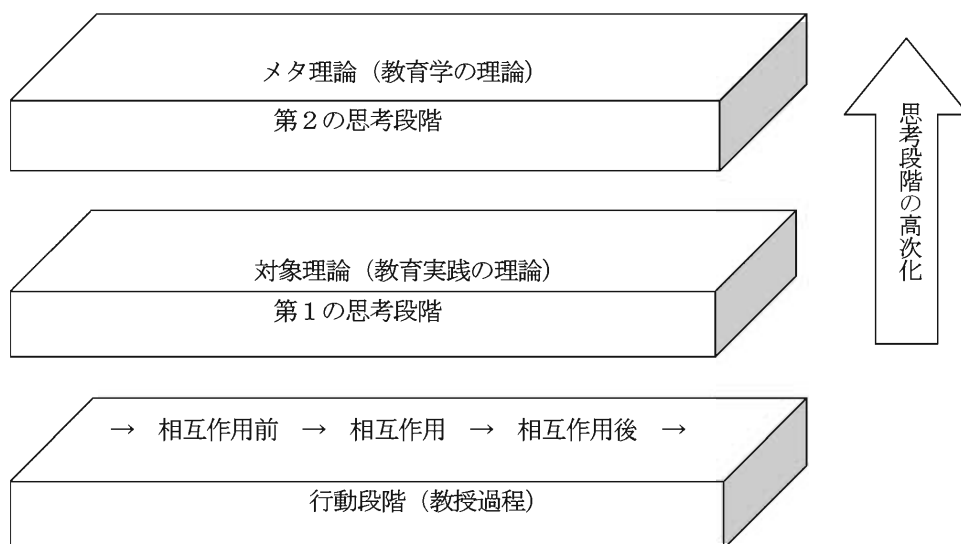 メタ理論（教育学の理論）
第２の思考段階
対象理論（教育実践の理論）
第１の思考段階
→ 相互作用前 → 相互作用 → 相互作用後 →
行動段階（教授過程）
思考段階の高次化